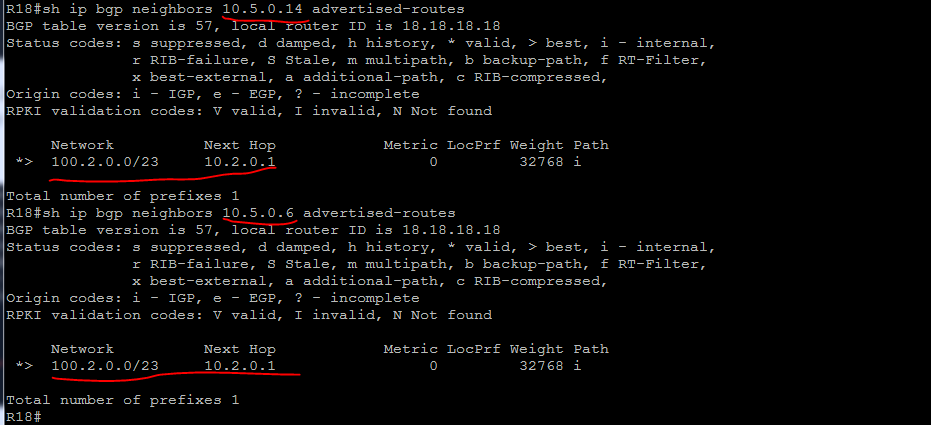 R18#sh ip bgp neighbors 10.5.0.14 advertised-routes
BGP table version is 57, local router ID is 18.18.18.18
Status codes: s suppressed, d damped, h history, * valid, > best, i - internal,
r RIB-failure, S Stale, m multipath, b backup-path, f RT-Filter,
x best-external, a additional-path, c RIB-compressed,
Origin codes: i - IGP, e - EGP, ? - incomplete
RPKI validation codes: V valid, I invalid, N Not found
Network Next Hop Metric LocPrf Weight Path
*> 100.2.0.0/23 10.2.0.1 0 32768 i
Total number of prefixes 1
R18#sh ip bgp neighbors 10.5.0.6 advertised-routes
BGP table version is 57, local router ID is 18.18.18.18
Status codes: s suppressed, d damped, h history, * valid, > best, i - internal,
r RIB-failure, S Stale, m multipath, b backup-path, f RT-Filter,
x best-external, a additional-path, c RIB-compressed,
Origin codes: i - IGP, e - EGP, ? - incomplete
RPKI validation codes: V valid, I invalid, N Not found
Network Next Hop Metric LocPrf Weight Path
*> 100.2.0.0/23 10.2.0.1 0 32768 i
Total number of prefixes 1
R18#